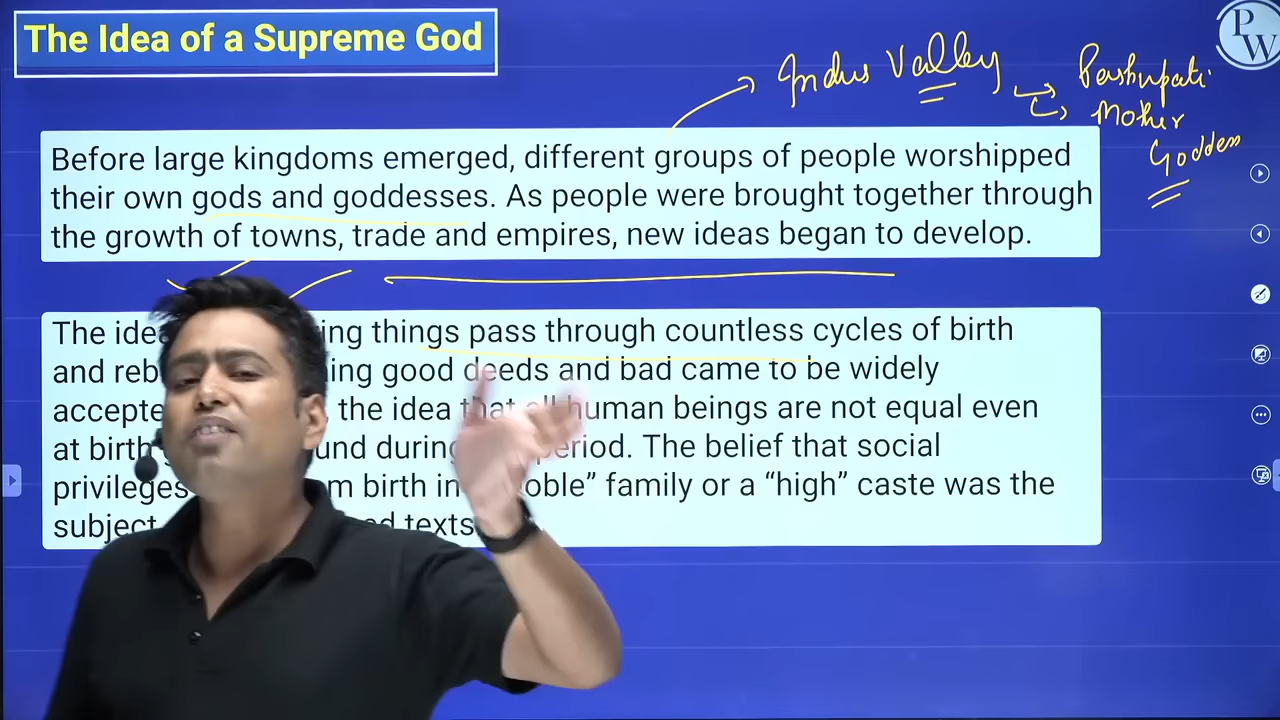 The Idea of a Supreme God
PW
Indus Valley
Pashupati
Mother
Goddess
Before large kingdoms emerged, different groups of people worshipped
their own gods and goddesses. As people were brought together through
the growth of towns, trade and empires, new ideas began to develop.
The idea things pass through countless cycles of birth
and good deeds and bad came to be widely
the idea that all human beings are not equal even
at birth during period. The belief that social
privileges birth in family or a “high” caste was the
subject texts